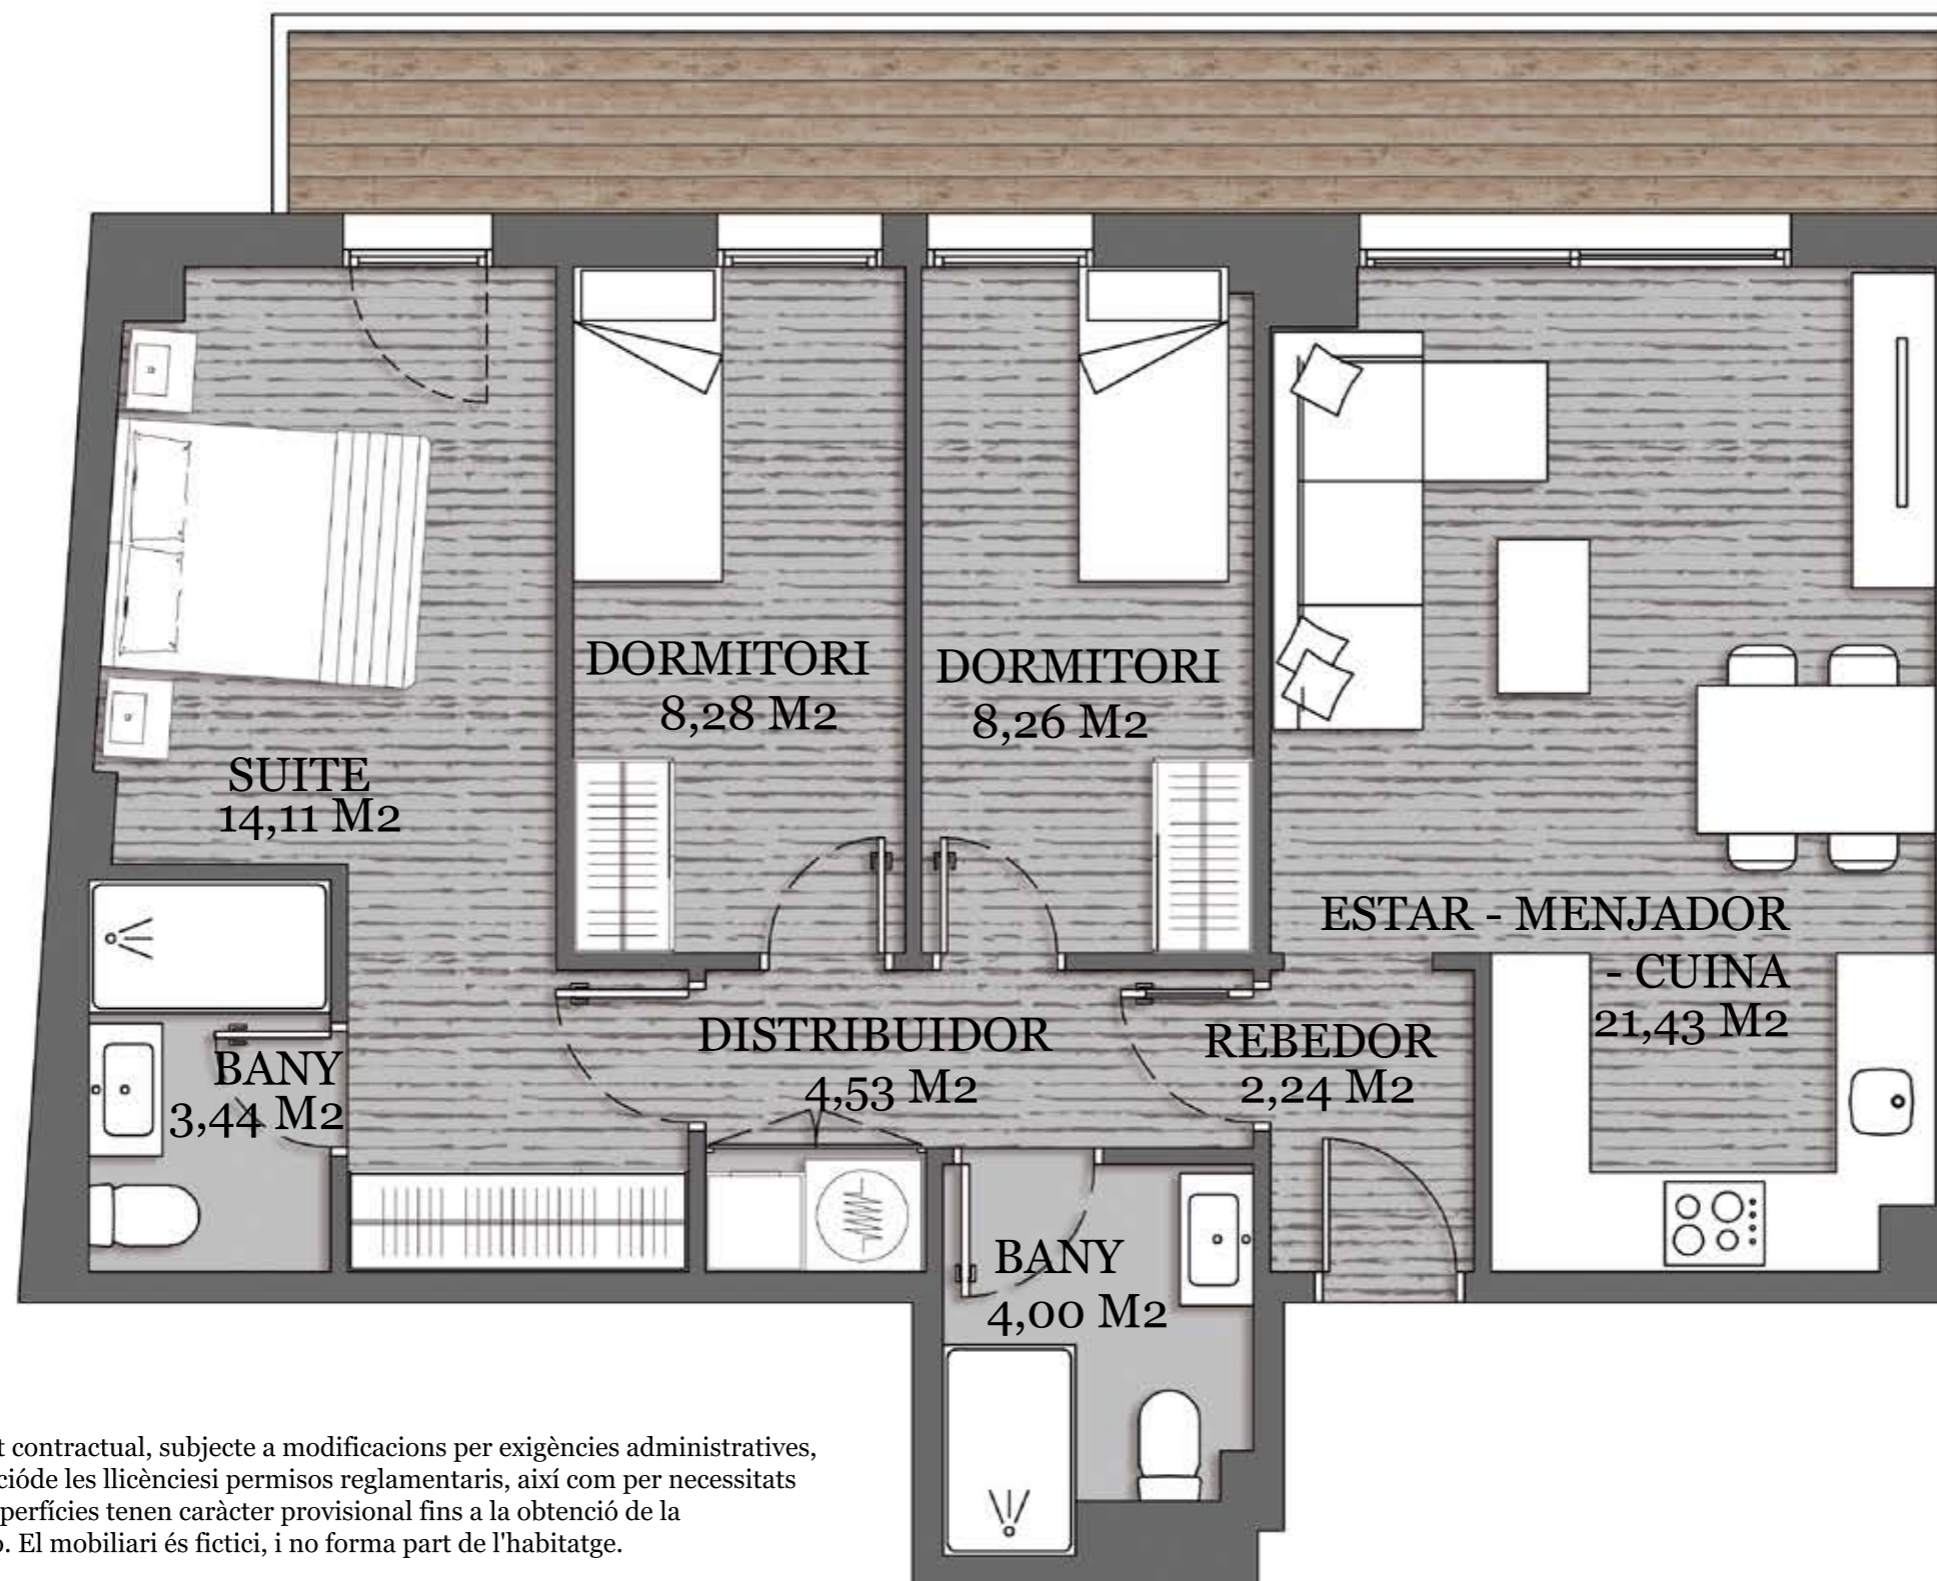 DORMITORI
8,28 M2
DORMITORI
8,26 M2
SUITE
14,11 M2
ESTAR - MENJADOR
- CUINA
21,43 M2
DISTRIBUIDOR
4,53 M2
REBEDOR
2,24 M2
BANY
3,44 M2
BANY
4,00 M2
contractual, subjecte a modificacions per exigències administratives,
cióde les llicènciesi permisos reglamentaris, així com per necessitats
perfícies tenen caràcter provisional fins a la obtenció de la
. El mobiliari és fictici, i no forma part de l'habitatge.